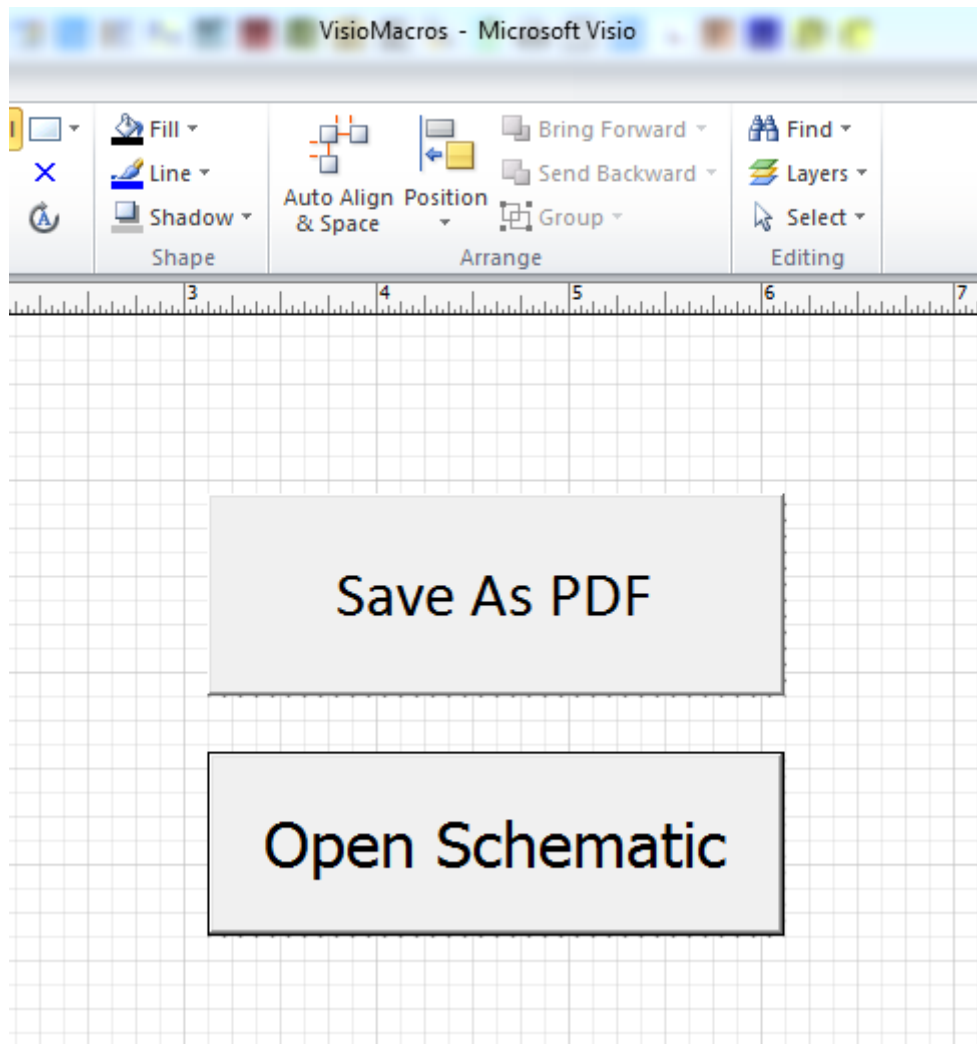 VisioMacros - Microsoft Visio
Fill
Line
Shadow
Shape
Auto Align
& Space
Position
Bring Forward
Send Backward
Group
Arrange
Find
Layers
Select
Editing
3 4 5 6 7
Save As PDF
Open Schematic